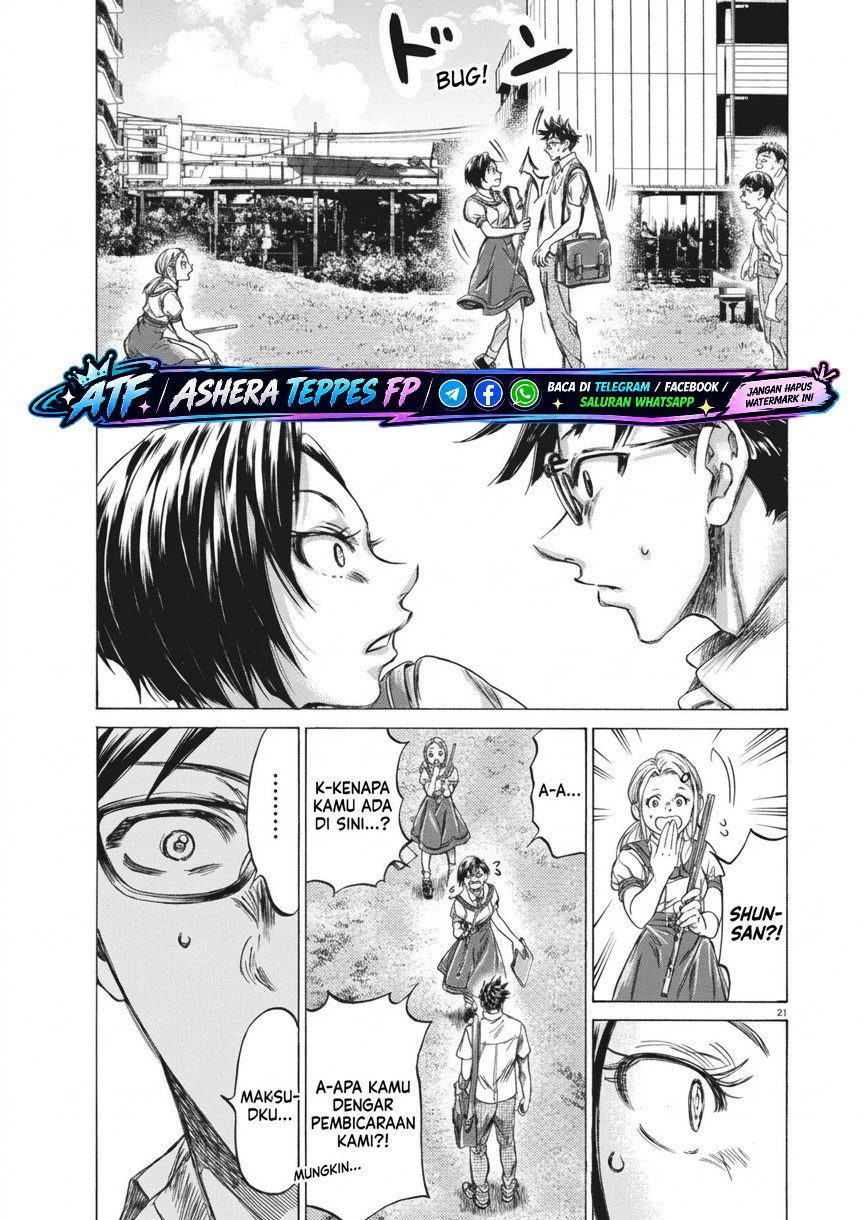 ドン
BUG!
ATF
ASHERA TEPPES FP
BACA DI TELEGRAM / FACEBOOK /
SALURAN WHATSAPP
JANGAN HAPUS
WATERMARK INI
SHUN-
SAN?!
21
A-A...
K-KENAPA
KAMU ADA
DI SINI...?
A-APA KAMU
DENGAR
PEMBICARAAN
KAMI?!
MUNGKIN...
.........
MAKSU-
DKU...